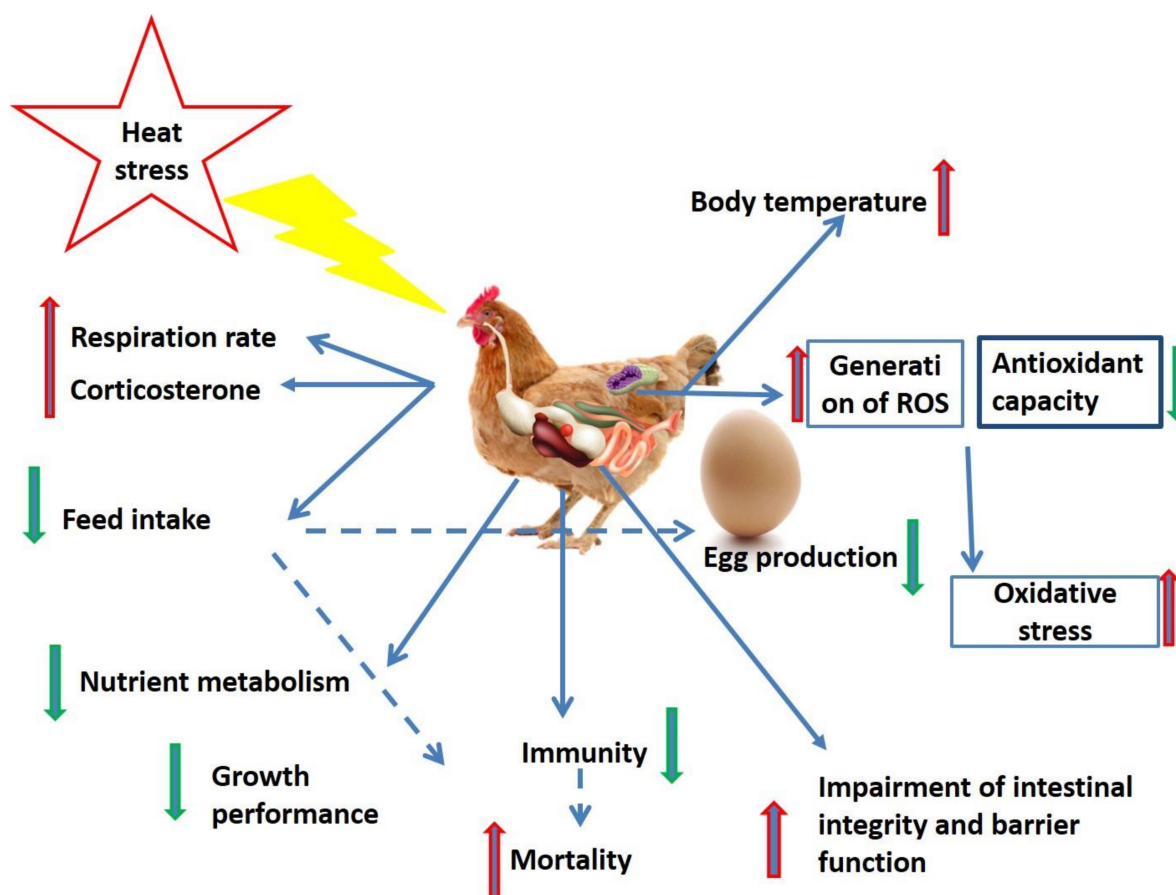 Heat
stress
Body temperature
Respiration rate
Corticosterone
Generati
on of ROS
Antioxidant
capacity
Feed intake
Egg production
Oxidative
stress
Nutrient metabolism
Growth
performance
Immunity
Mortality
Impairment of intestinal
integrity and barrier
function